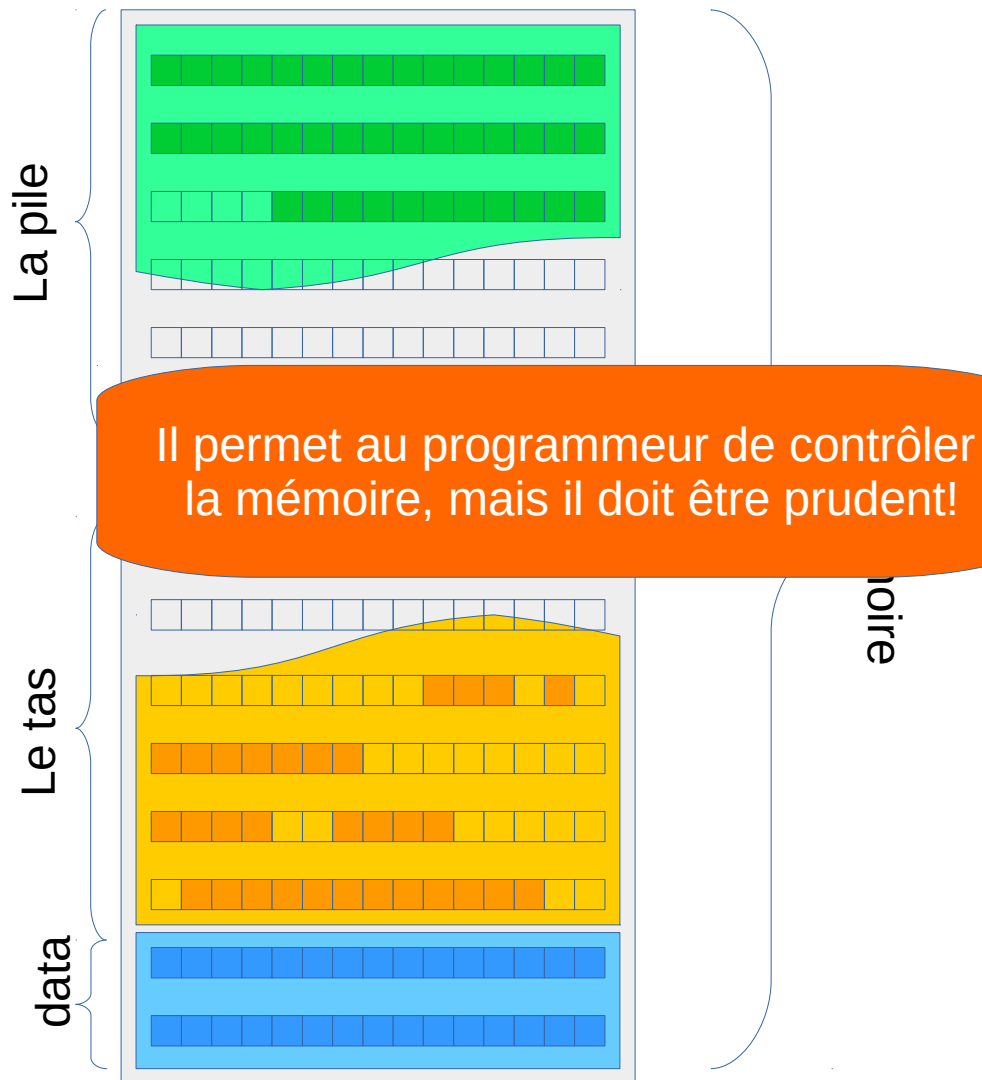 La pile
Il permet au programmeur de contrôler
la mémoire, mais il doit être prudent!
Le tas
data